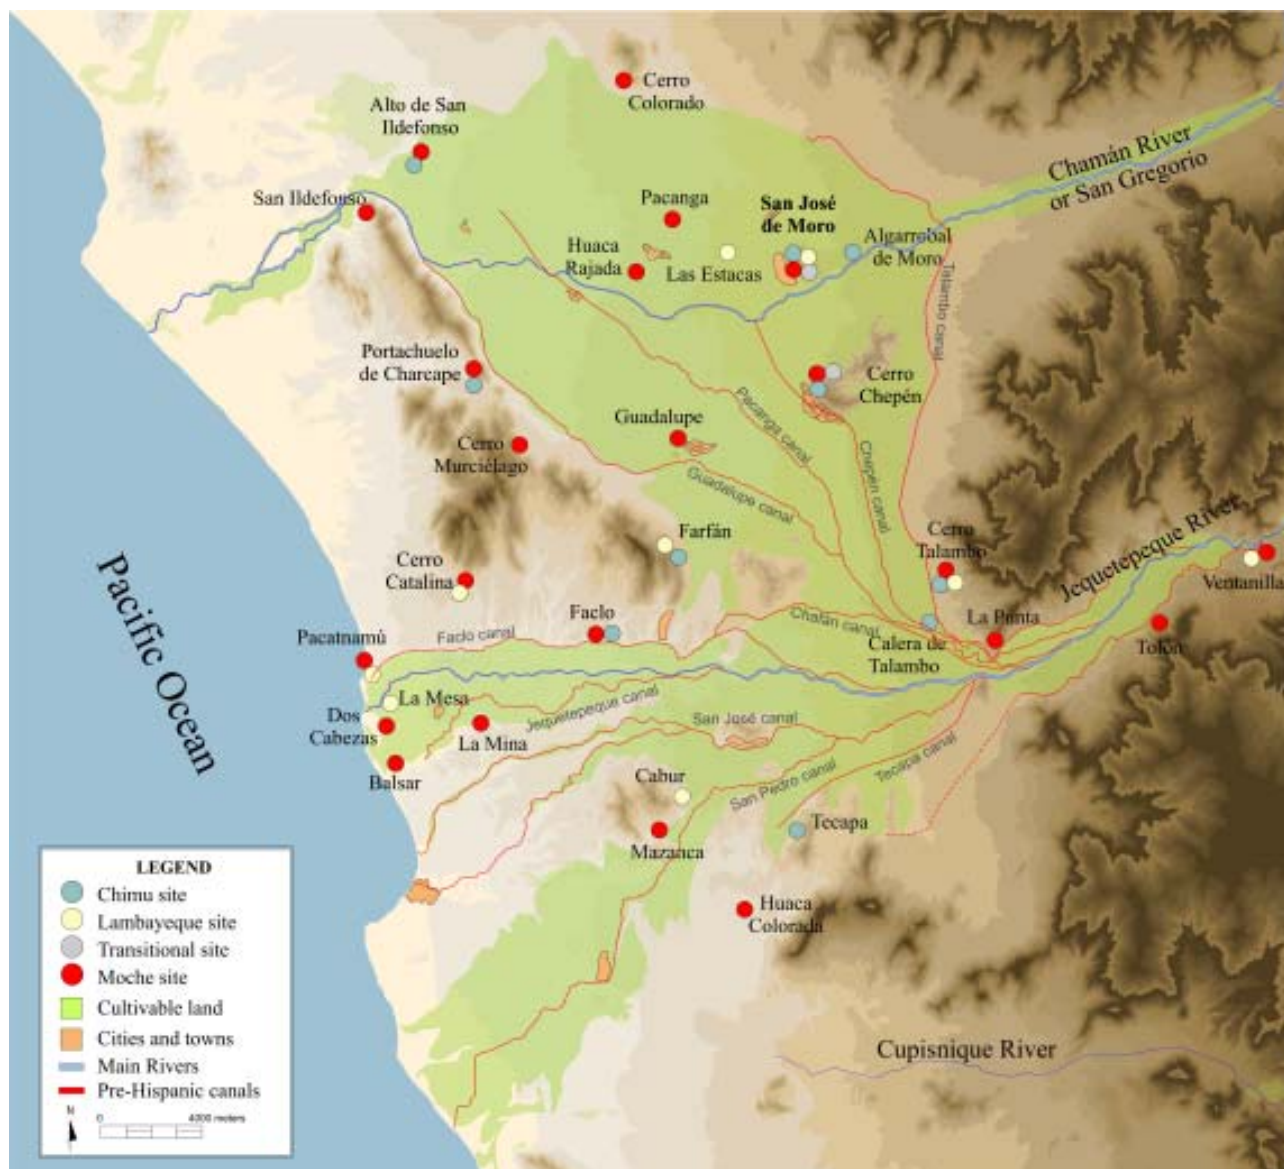 Cerro
Colorado
Alto de San
Ildefonso
Chamán River
or San Gregorio
San Ildefonso
Pacanga
San José
de Moro
Huaca
Rajada
Las Estacas
Algarrobal
de Moro
Talambo canal
Portachuelo
de Charcape
Cerro
Chepén
Pacanga canal
Guadalupe
Cerro
Murciélago
Chepén canal
Guadalupe canal
Jequetepeque River
Farfán
Cerro
Talambo
Cerro
Catalina
Ventanilla
Pacific Ocean
Faclo
Chafán canal
La Punta
Pacatnamú
Faclo canal
Calera de
Talambo
Tolón
La Mesa
Jequetepeque canal
San José canal
Dos
Cabezas
La Mina
Balsar
Cabur
San Pedro canal
Tecapa canal
Mazanca
Tecapa
Huaca
Colorada
Cupisnique River
LEGEND
Chimu site
Lambayeque site
Transitional site
Moche site
Cultivable land
Cities and towns
Main Rivers
Pre-Hispanic canals
N
0 4000 meters